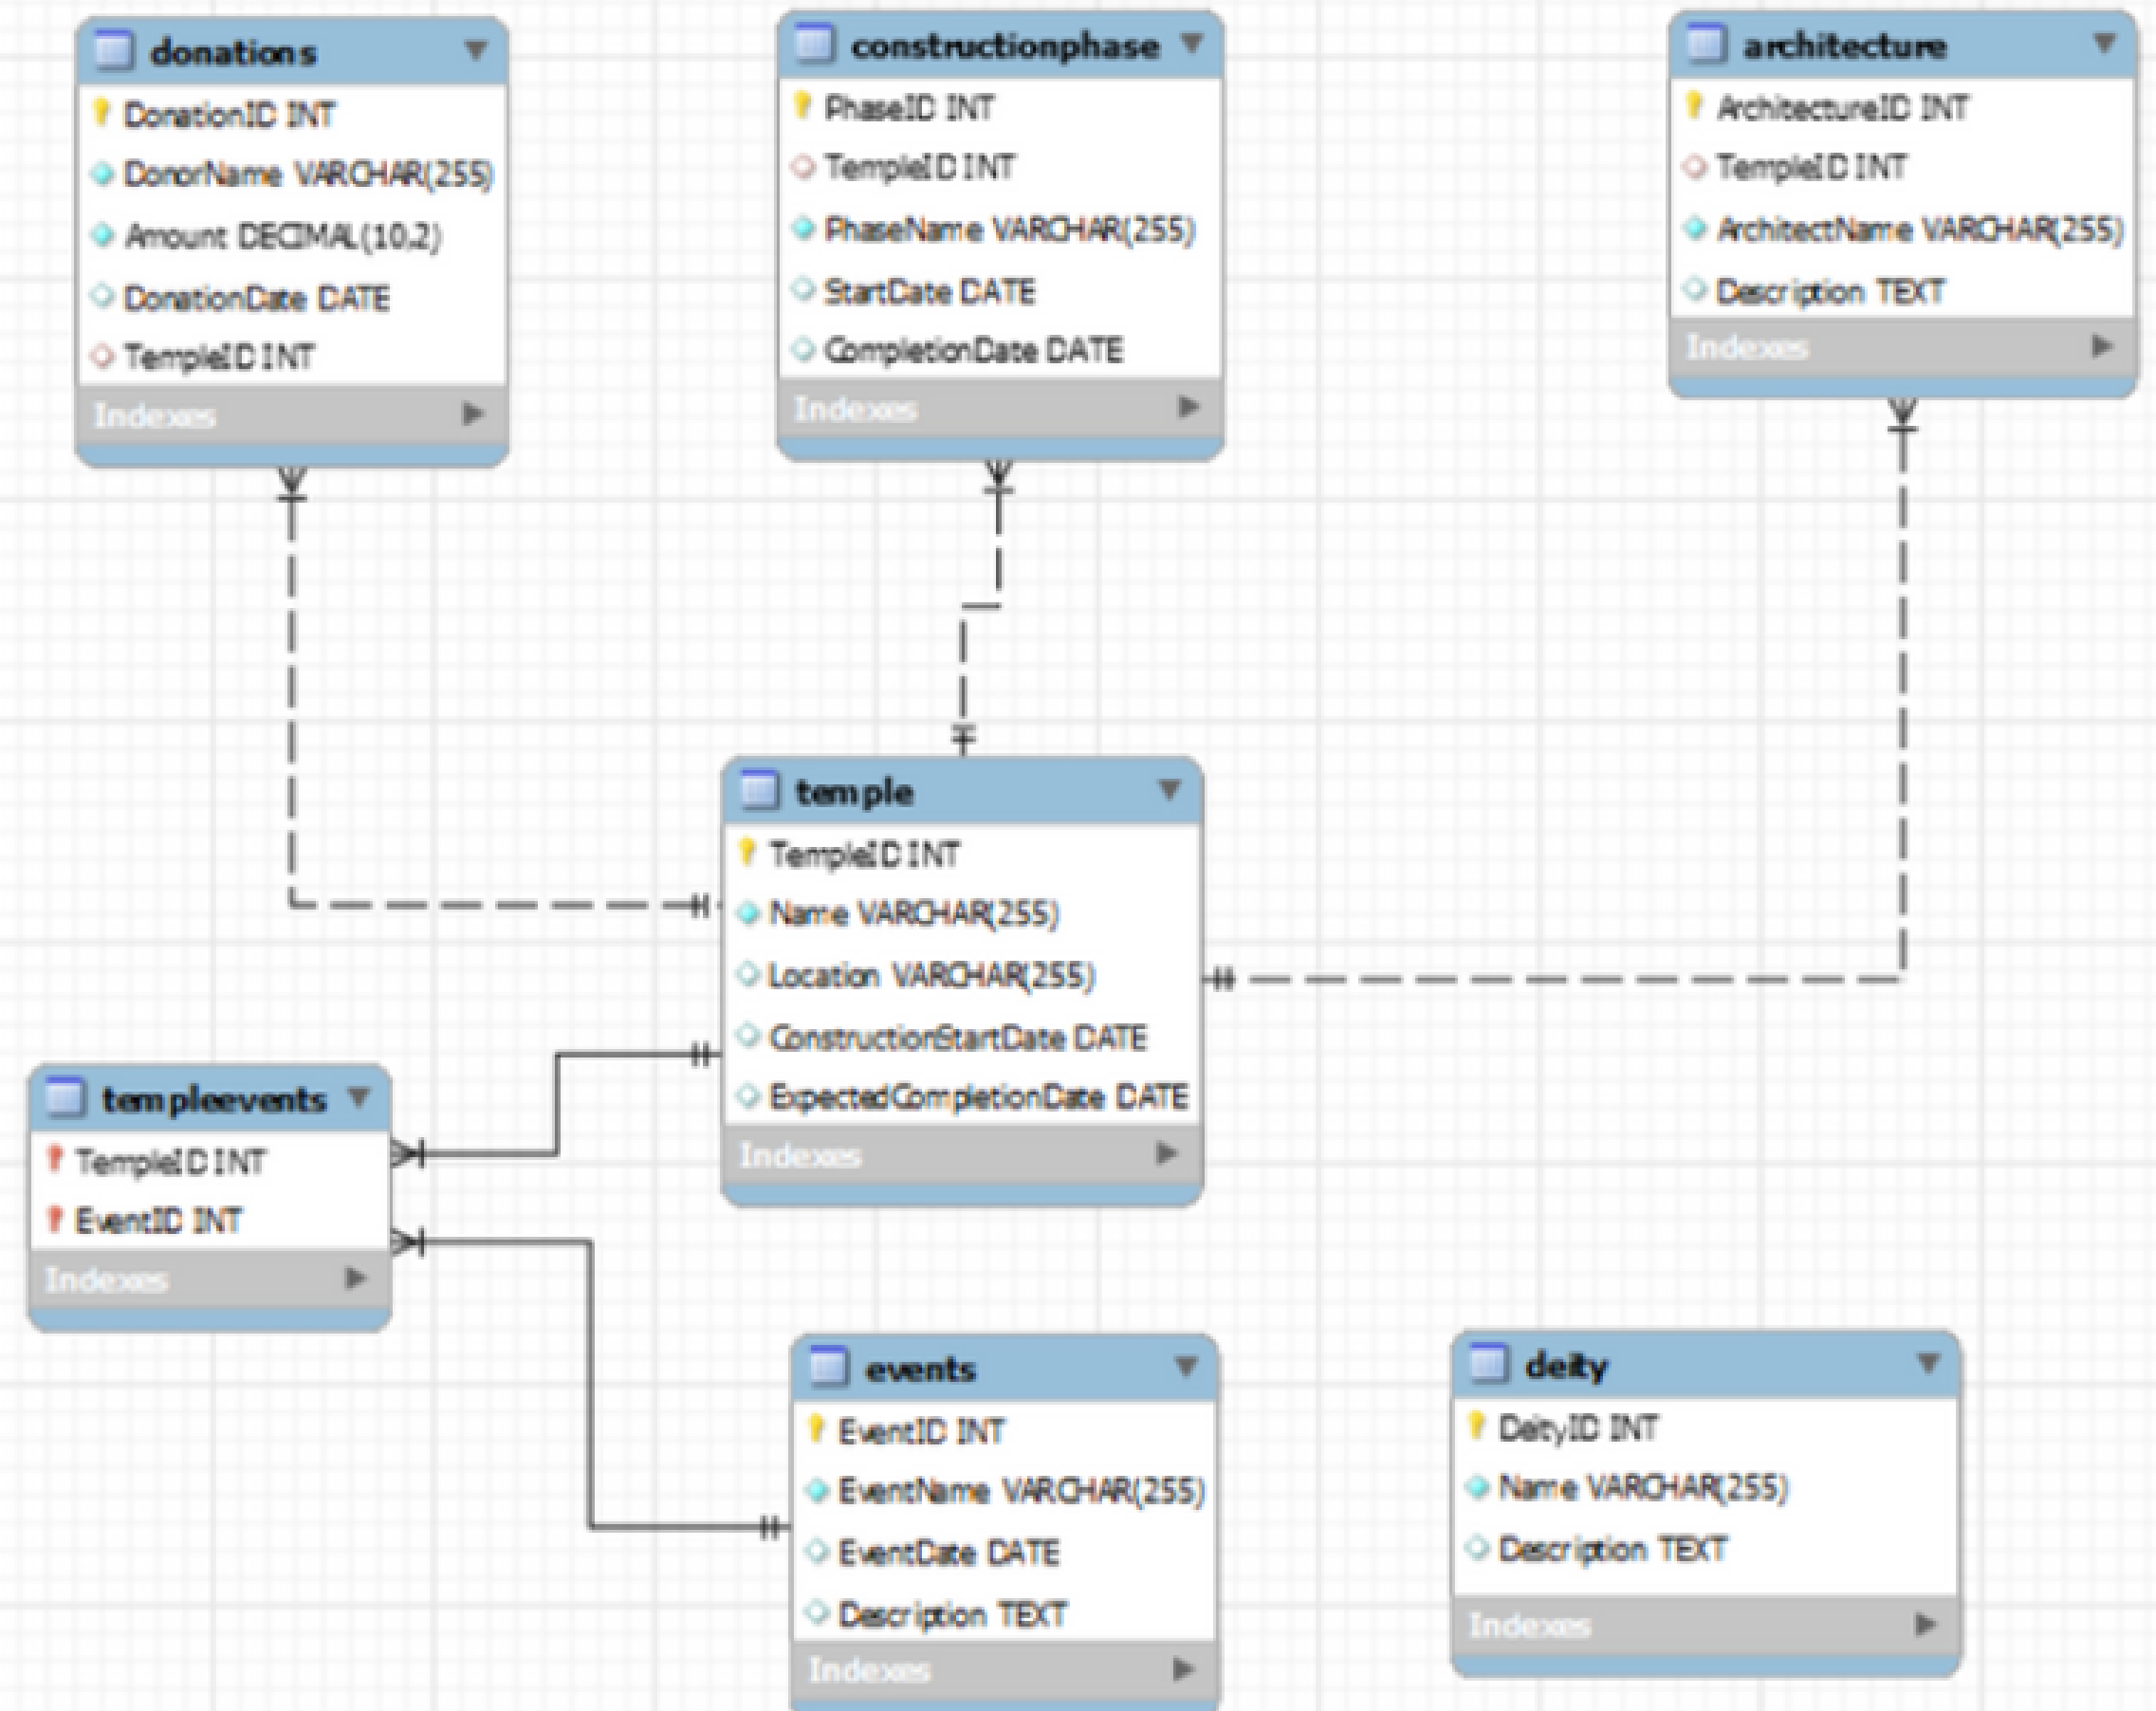 donations
DonationID INT
DonorName VARCHAR(255)
Amount DECIMAL(10,2)
DonationDate DATE
TempleID INT
Indexes
constructionphase
PhaseID INT
TempleID INT
PhaseName VARCHAR(255)
StartDate DATE
CompletionDate DATE
Indexes
architecture
ArchitectureID INT
TempleID INT
ArchitectName VARCHAR(255)
Description TEXT
Indexes
temple
TempleID INT
Name VARCHAR(255)
Location VARCHAR(255)
ConstructionStartDate DATE
ExpectedCompletionDate DATE
Indexes
templeevents
TempleID INT
EventID INT
Indexes
events
EventID INT
EventName VARCHAR(255)
EventDate DATE
Description TEXT
Indexes
deity
DeityID INT
Name VARCHAR(255)
Description TEXT
Indexes